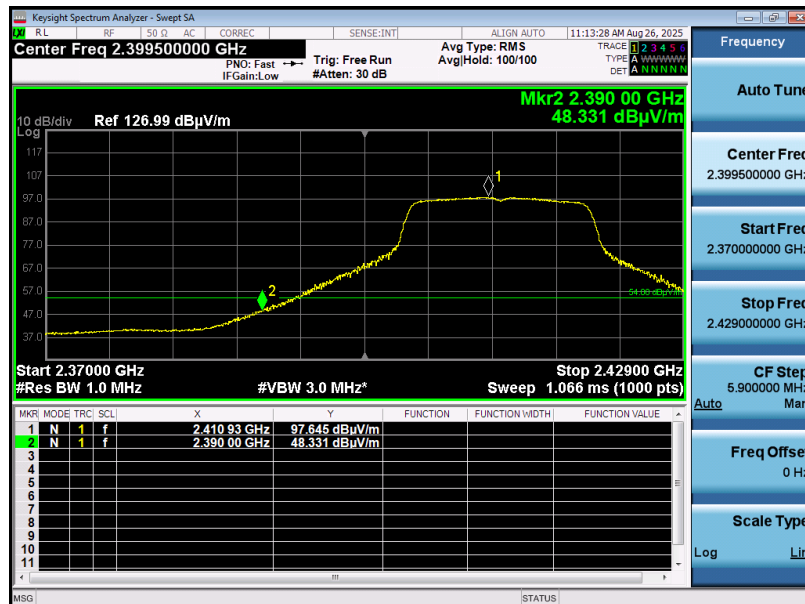 Keysight Spectrum Analyzer - Swept SA
RL RF 50 Ω AC CORREC SENSE:INT ALIGN AUTO 11:13:28 AM Aug 26, 2025
Center Freq 2.399500000 GHz
PNO: Fast
IFGain:Low
Trig: Free Run
#Atten: 30 dB
Avg Type: RMS
Avg|Hold: 100/100
TRACE 1 2 3 4 5 6
TYPE A WWWWW
DET A N N N N N
Mkr2 2.390 00 GHz
48.331 dBµV/m
10 dB/div Ref 126.99 dBµV/m
Log
117
107
97.0
87.0
77.0
67.0
57.0
47.0
37.0
1
2
54.00 dBµV/m
Start 2.37000 GHz Stop 2.42900 GHz
#Res BW 1.0 MHz #VBW 3.0 MHz* Sweep 1.066 ms (1000 pts)
MKR MODE TRC SCL X Y FUNCTION FUNCTION WIDTH FUNCTION VALUE
1 N 1 f 2.410 93 GHz 97.645 dBµV/m
2 N 1 f 2.390 00 GHz 48.331 dBµV/m
3
4
5
6
7
8
9
10
11
MSG STATUS
Frequency
Auto Tune
Center Freq
2.399500000 GHz
Start Freq
2.370000000 GHz
Stop Freq
2.429000000 GHz
CF Step
5.900000 MHz
Auto Man
Freq Offset
0 Hz
Scale Type
Log Lin